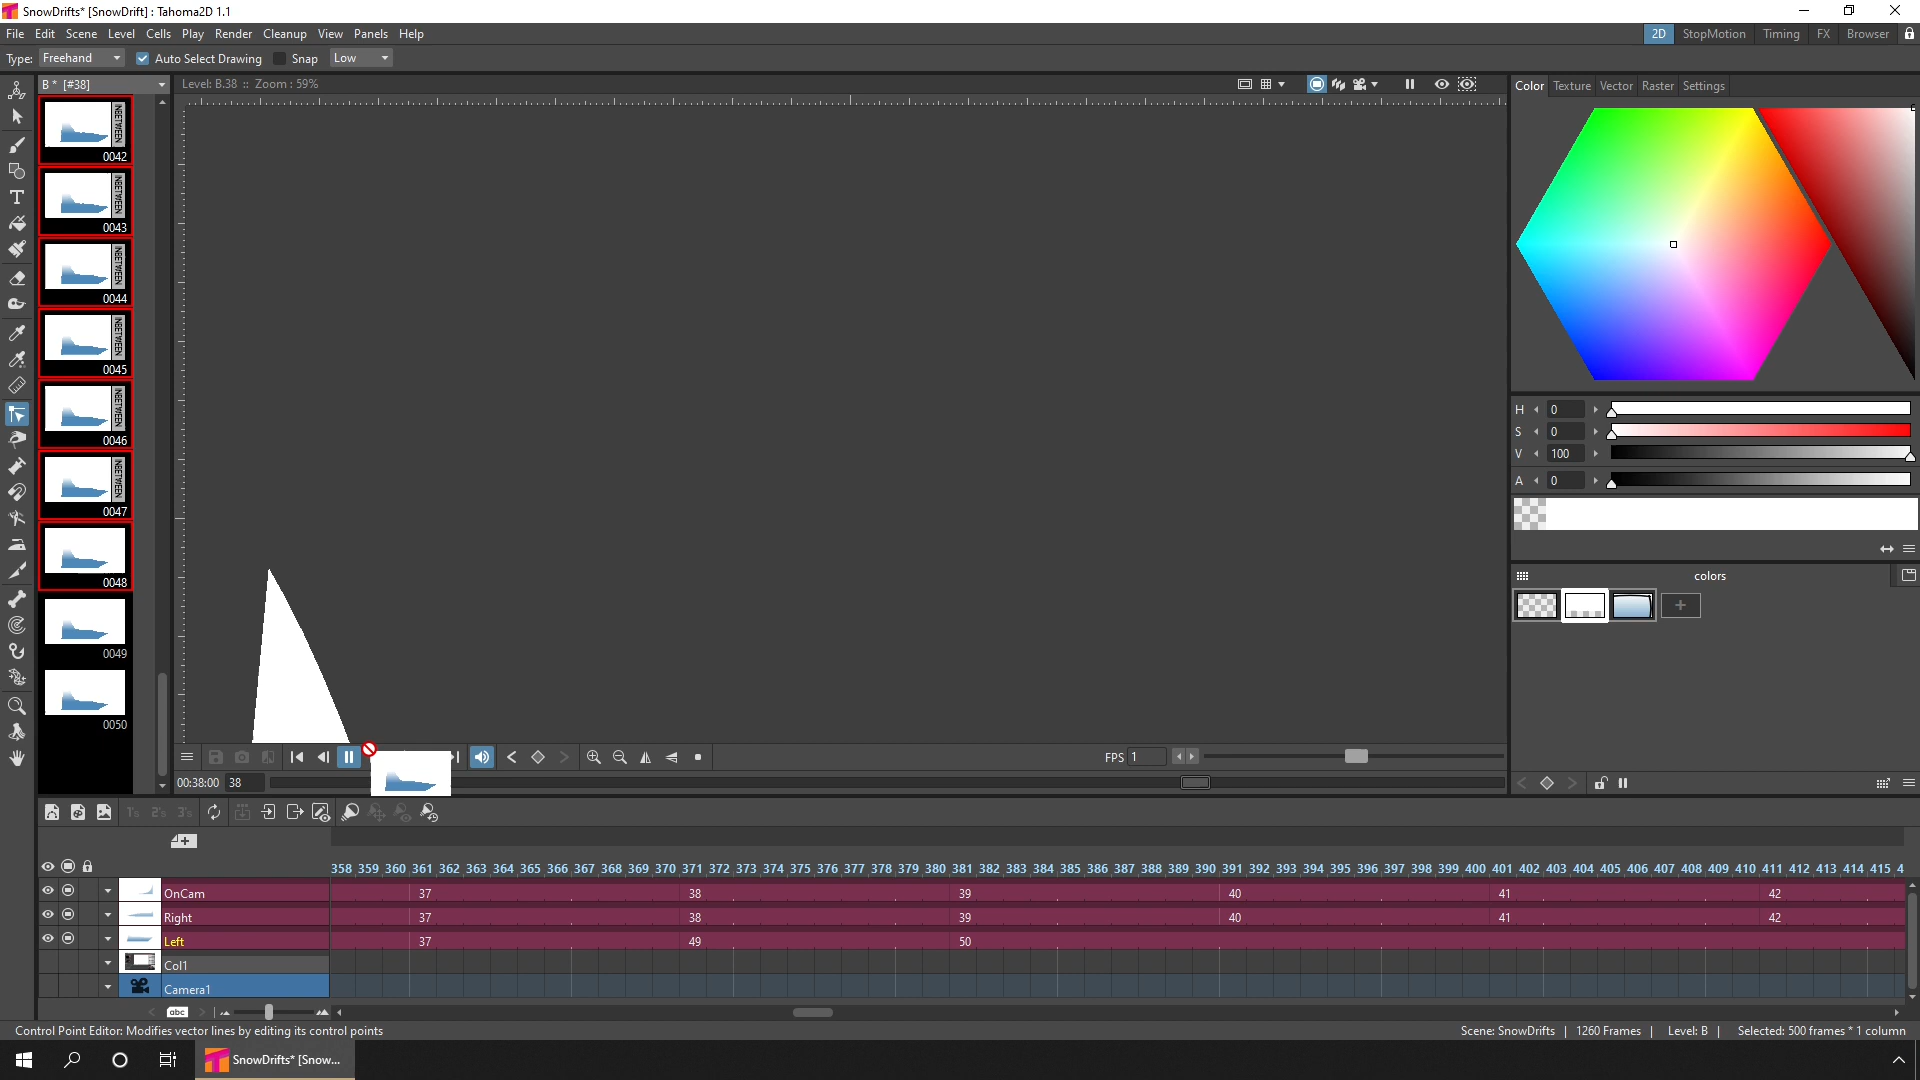 SnowDrifts* [SnowDrift] : Tahoma2D 1.1
File Edit Scene Level Cells Play Render Cleanup View Panels Help
2D StopMotion Timing FX Browser
Type: Freehand Auto Select Drawing Snap Low
B * [#38]
Level: B.38 :: Zoom : 59%
Color Texture Vector Raster Settings
INBETWEEN
0042
INBETWEEN
0043
INBETWEEN
0044
INBETWEEN
0045
INBETWEEN
0046
INBETWEEN
0047
0048
0049
0050
H 0
S 0
V 100
A 0
colors
FPS 1
00:38:00 38
358 359 360 361 362 363 364 365 366 367 368 369 370 371 372 373 374 375 376 377 378 379 380 381 382 383 384 385 386 387 388 389 390 391 392 393 394 395 396 397 398 399 400 401 402 403 404 405 406 407 408 409 410 411 412 413 414 415 4
OnCam 37 38 39 40 41 42
Right 37 38 39 40 41 42
Left 37 49 50
Col1
Camera1
abc
Control Point Editor: Modifies vector lines by editing its control points
Scene: SnowDrifts | 1260 Frames | Level: B | Selected: 500 frames * 1 column
SnowDrifts* [Snow...